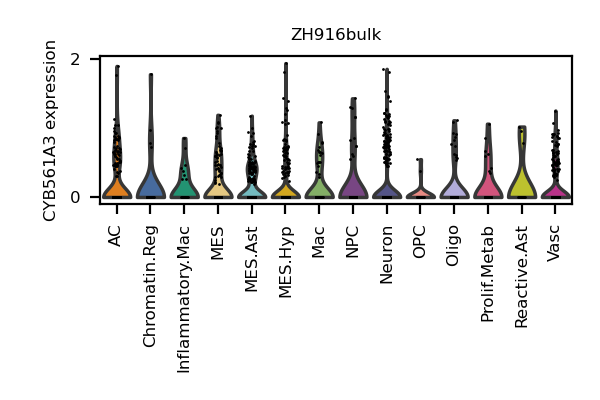 ZH916bulk
CYB561A3 expression
2
0
AC
Chromatin.Reg
Inflammatory.Mac
MES
MES.Ast
MES.Hyp
Mac
NPC
Neuron
OPC
Oligo
Prolif.Metab
Reactive.Ast
Vasc